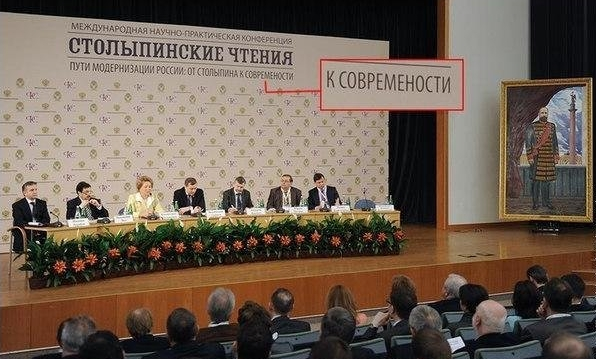 МЕЖДУНАРОДНАЯ НАУЧНО-ПРАКТИЧЕСКАЯ КОНФЕРЕНЦИЯ
СТОЛЫПИНСКИЕ ЧТЕНИЯ
ПУТИ МОДЕРНИЗАЦИИ РОССИИ: ОТ СТОЛЫПИНА К СОВРЕМЕНОСТИ
К СОВРЕМЕНОСТИ